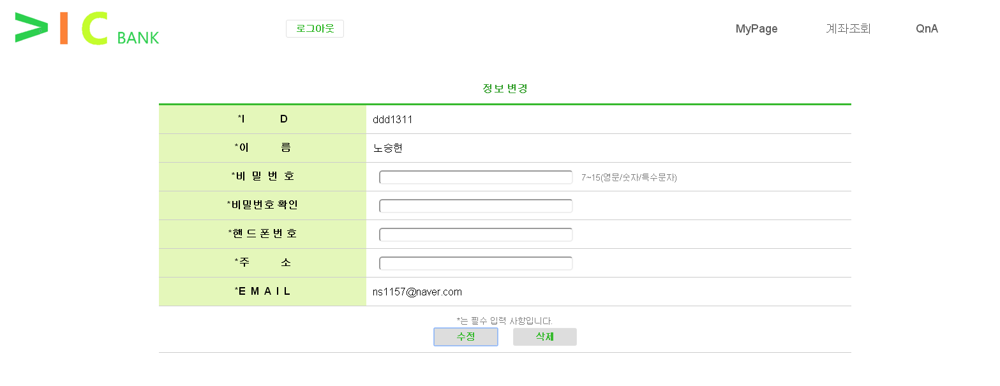 >IC BANK 로그아웃 MyPage 계좌조회 QnA
정보 변경
*I D ddd1311
*이 름 노승현
*비 밀 번 호 7~15(영문/숫자/특수문자)
*비밀번호 확인
*핸 드 폰 번 호
*주 소
*E M A I L ns1157@naver.com
*는 필수 입력 사항입니다.
수정 삭제